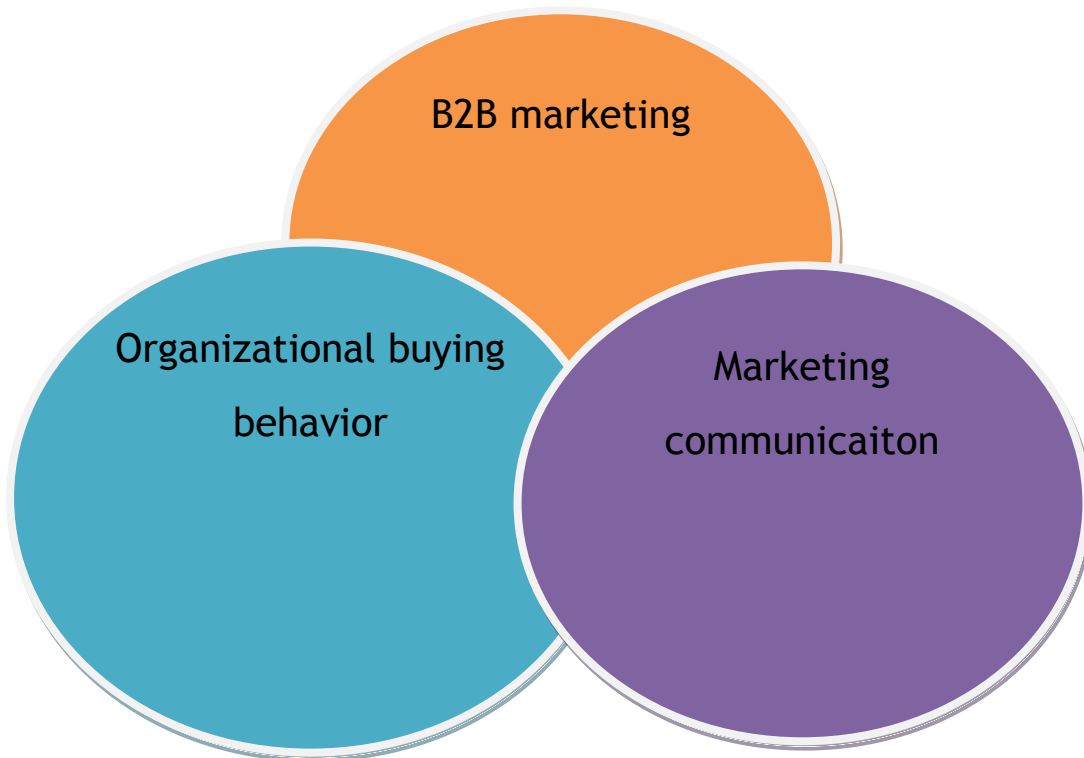 B2B marketing
Organizational buying
behavior
Marketing
communicaiton